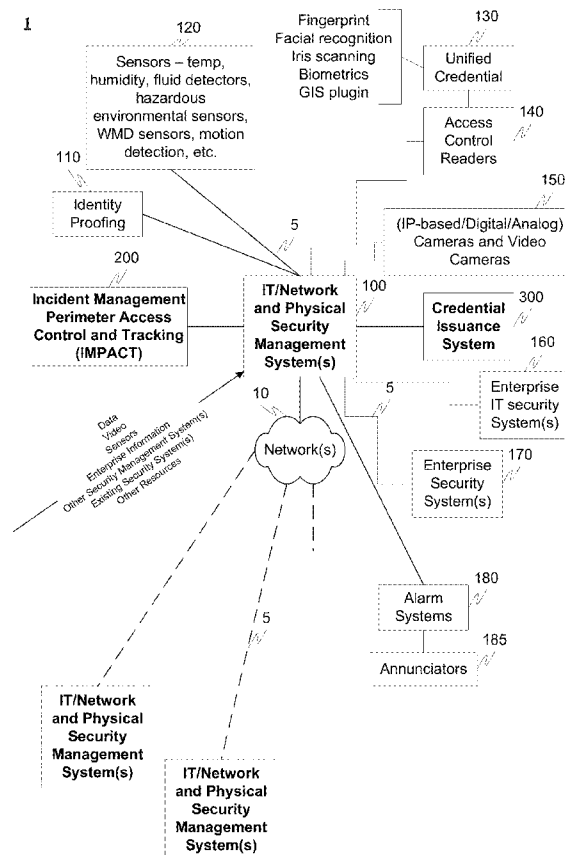 1
120
Sensors – temp,
humidity, fluid detectors,
hazardous
environmental sensors,
WMD sensors, motion
detection, etc.
Fingerprint
Facial recognition
Iris scanning
Biometrics
GIS plugin
130
Unified
Credential
140
Access
Control
Readers
110
Identity
Proofing
5
150
(IP-based/Digital/Analog)
Cameras and Video
Cameras
200
Incident Management
Perimeter Access
Control and Tracking
(IMPACT)
100
IT/Network
and Physical
Security
Management
System(s)
300
Credential
Issuance
System
160
Enterprise
IT security
System(s)
10
Network(s)
5
170
Enterprise
Security
System(s)
Data
Video
Sensors
Enterprise Information
Other Security Management System(s)
Existing Security System(s)
Other Resources
180
Alarm
Systems
185
Annunciators
5
IT/Network
and Physical
Security
Management
System(s)
IT/Network
and Physical
Security
Management
System(s)